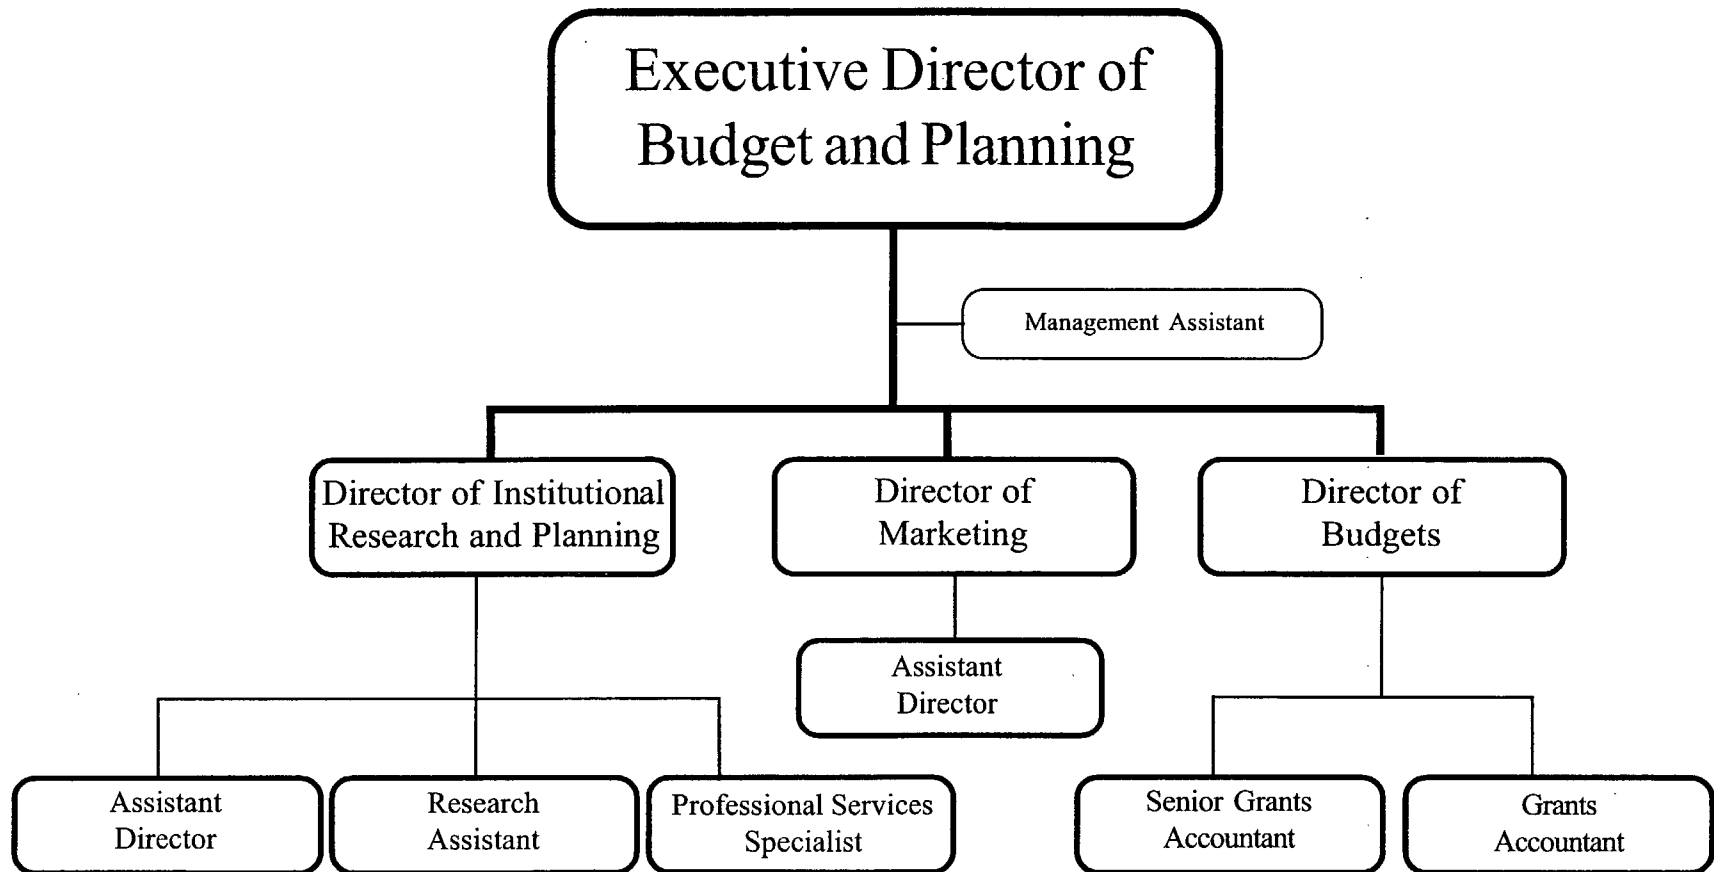 Executive Director of
Budget and Planning
Management Assistant
Director of Institutional
Research and Planning
Director of
Marketing
Director of
Budgets
Assistant
Director
Assistant
Director
Research
Assistant
Professional Services
Specialist
Senior Grants
Accountant
Grants
Accountant